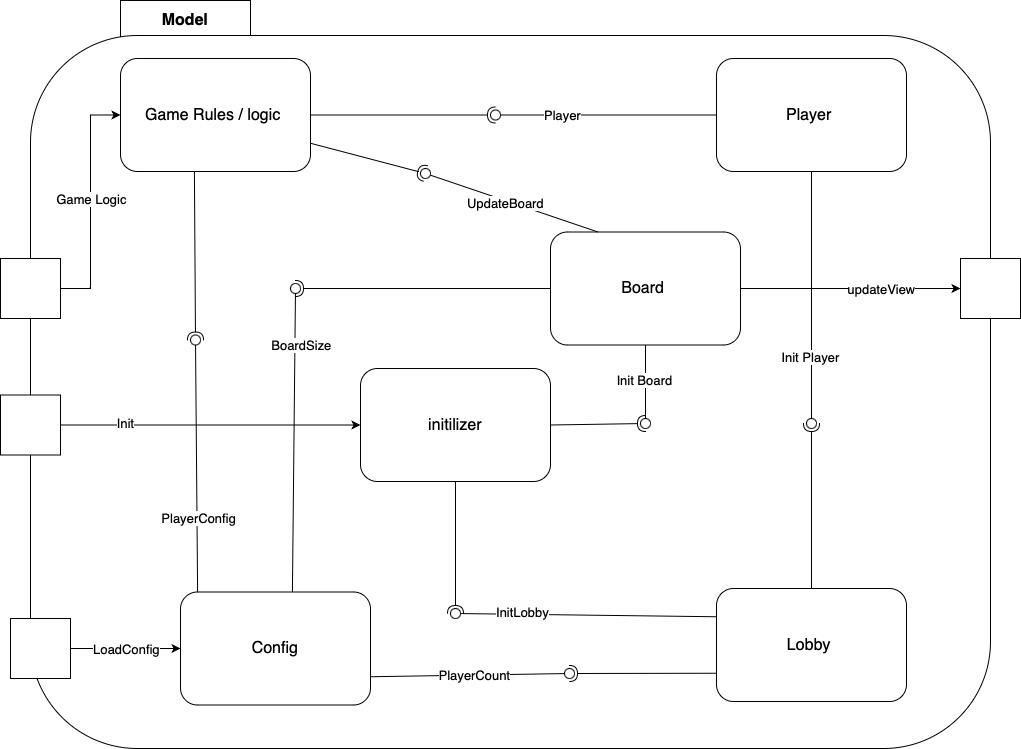 Model
Game Rules / logic
Player
Player
Game Logic
UpdateBoard
Board
updateView
BoardSize
Init Player
Init Board
Init
initilizer
PlayerConfig
InitLobby
Config
Lobby
LoadConfig
PlayerCount